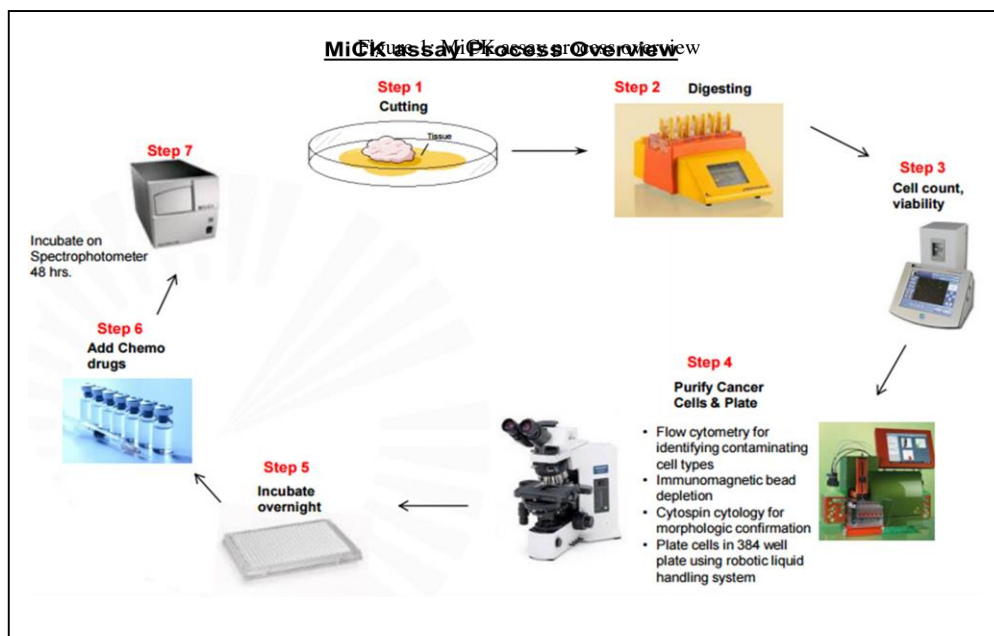 MiCK assay Process Overview
Figure 1: MiCK assay process overview
Step 1
Cutting
Tissue
Step 2
Digesting
Step 3
Cell count,
viability
Step 4
Purify Cancer
Cells & Plate
• Flow cytometry for
identifying contaminating
cell types
• Immunomagnetic bead
depletion
• Cytospin cytology for
morphologic confirmation
• Plate cells in 384 well
plate using robotic liquid
handling system
Step 5
Incubate
overnight
Step 6
Add Chemo
drugs
Step 7
Incubate on
Spectrophotometer
48 hrs.